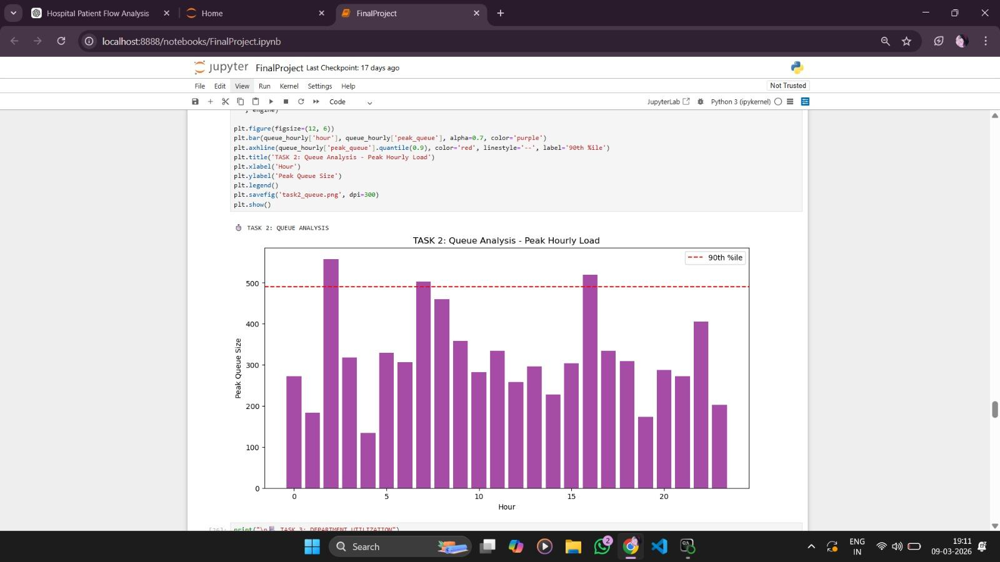 Hospital Patient Flow Analysis
Home
FinalProject
localhost:8888/notebooks/FinalProject.ipynb
jupyter FinalProject Last Checkpoint: 17 days ago
File Edit View Run Kernel Settings Help
Not Trusted
Code
JupyterLab
Python 3 (ipykernel)
, engine)
plt.figure(figsize=(12, 6))
plt.bar(queue_hourly['hour'], queue_hourly['peak_queue'], alpha=0.7, color='purple')
plt.axhline(queue_hourly['peak_queue'].quantile(0.9), color='red', linestyle='--', label='90th %ile')
plt.title('TASK 2: Queue Analysis - Peak Hourly Load')
plt.xlabel('Hour')
plt.ylabel('Peak Queue Size')
plt.legend()
plt.savefig('task2_queue.png', dpi=300)
plt.show()
TASK 2: QUEUE ANALYSIS
TASK 2: Queue Analysis - Peak Hourly Load
90th %ile
500
400
300
200
100
0
Peak Queue Size
0 5 10 15 20
Hour
[26]: print("\n TASK 3: DEPARTMENT UTILIZATION")
Search
2
ENG
IN
19:11
09-03-2026